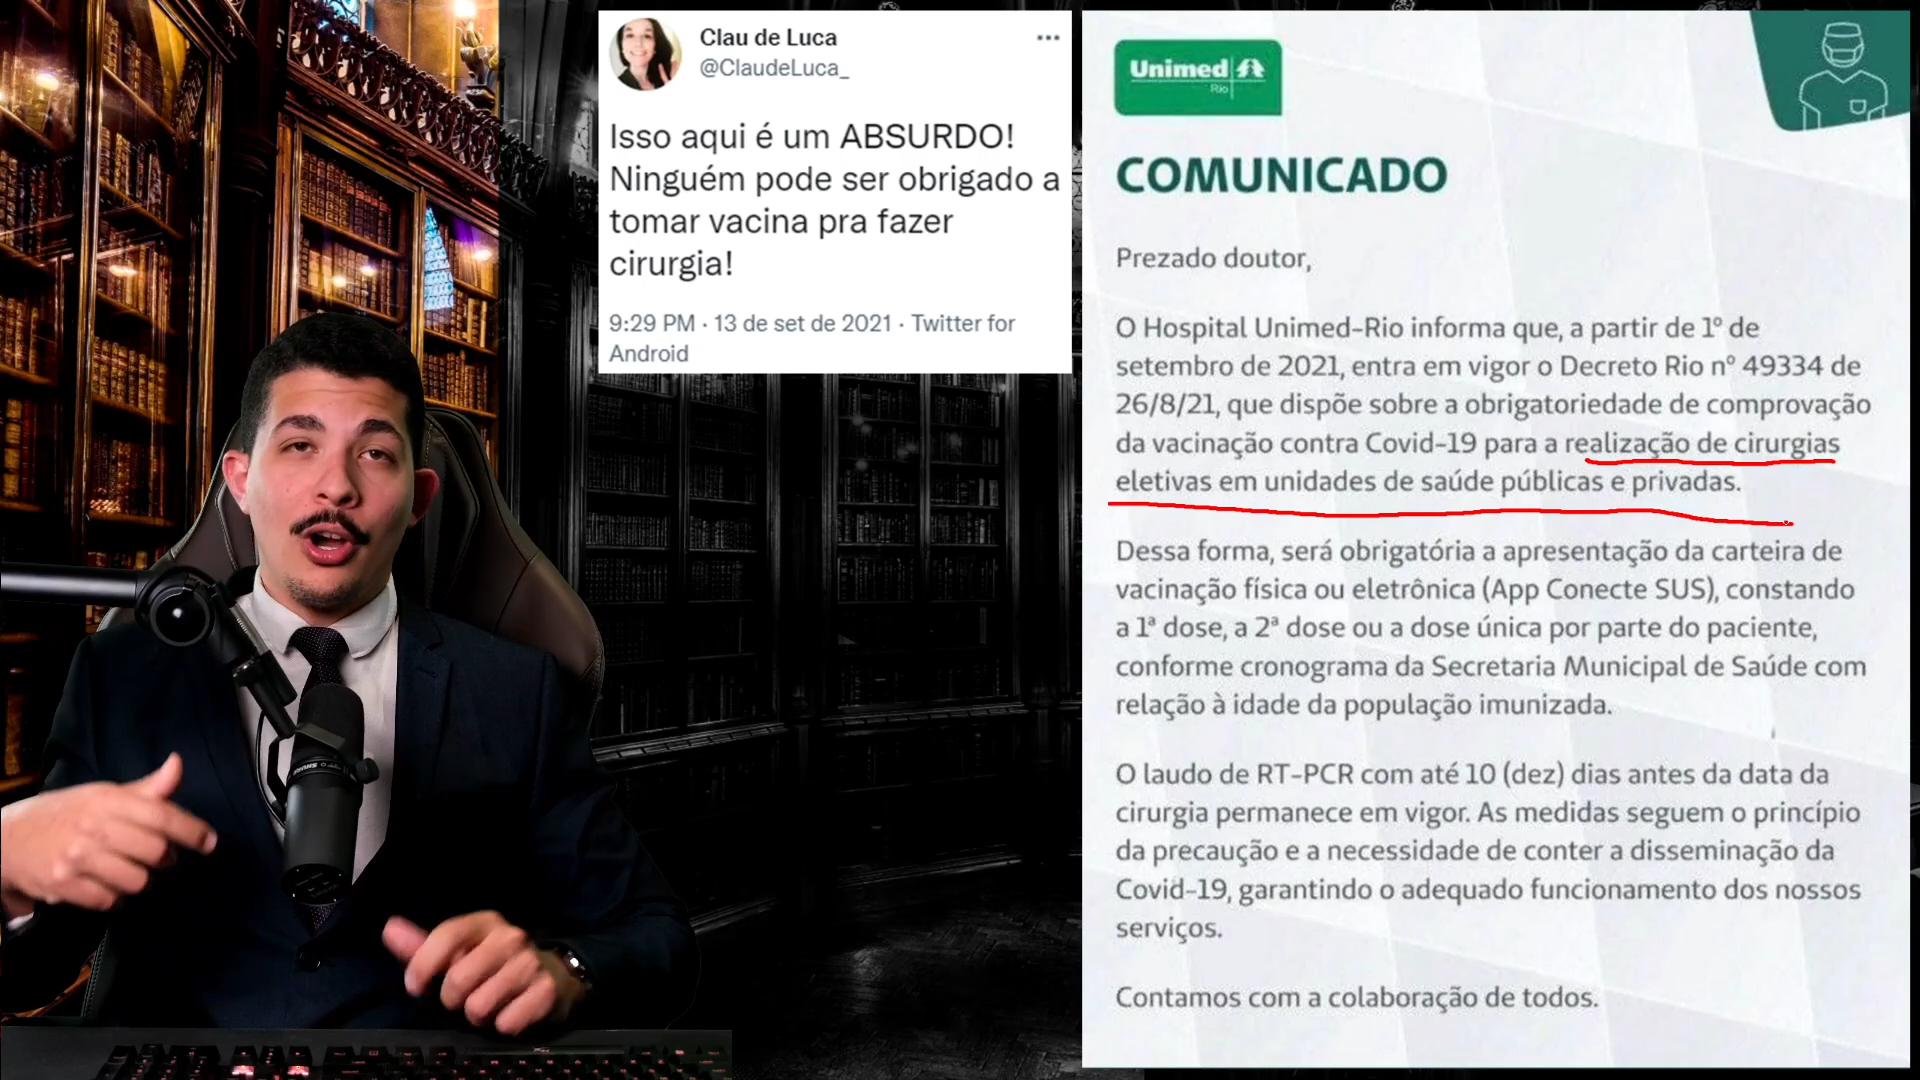 Clau de Luca
@ClaudeLuca_
Isso aqui é um ABSURDO!
Ninguém pode ser obrigado a
tomar vacina pra fazer
cirurgia!
9:29 PM · 13 de set de 2021 · Twitter for
Android
Unimed
Rio
COMUNICADO
Prezado doutor,
O Hospital Unimed-Rio informa que, a partir de 1º de
setembro de 2021, entra em vigor o Decreto Rio nº 49334 de
26/8/21, que dispõe sobre a obrigatoriedade de comprovação
da vacinação contra Covid-19 para a realização de cirurgias
eletivas em unidades de saúde públicas e privadas.
Dessa forma, será obrigatória a apresentação da carteira de
vacinação física ou eletrônica (App Conecte SUS), constando
a 1ª dose, a 2ª dose ou a dose única por parte do paciente,
conforme cronograma da Secretaria Municipal de Saúde com
relação à idade da população imunizada.
O laudo de RT-PCR com até 10 (dez) dias antes da data da
cirurgia permanece em vigor. As medidas seguem o princípio
da precaução e a necessidade de conter a disseminação da
Covid-19, garantindo o adequado funcionamento dos nossos
serviços.
Contamos com a colaboração de todos.
SHURE